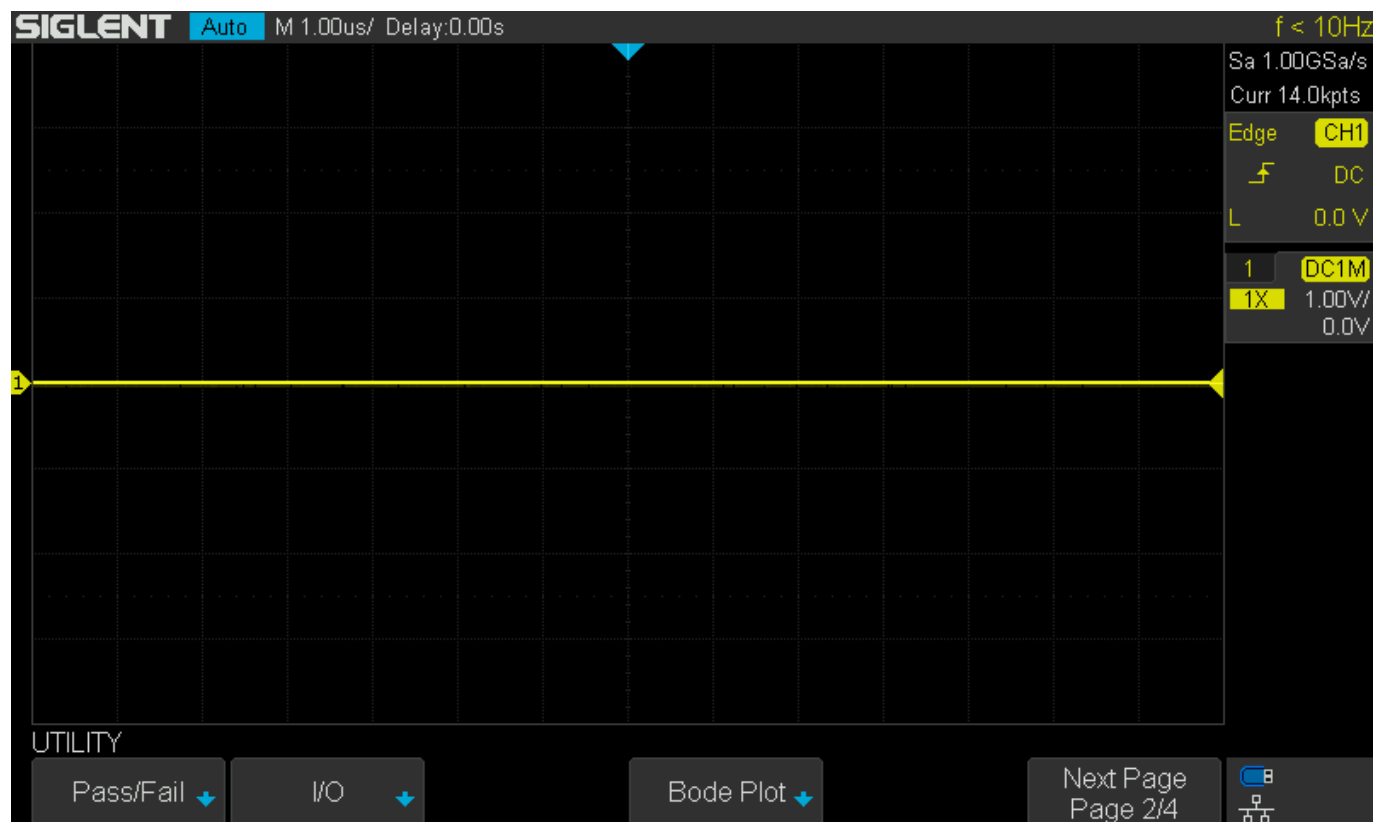 SIGLENT Auto M 1.00us/ Delay:0.00s f < 10Hz
Sa 1.00GSa/s
Curr 14.0kpts
Edge CH1
DC
L 0.0 V
1 DC1M
1X 1.00V/
0.0V
1
UTILITY
Pass/Fail I/O Bode Plot Next Page
Page 2/4